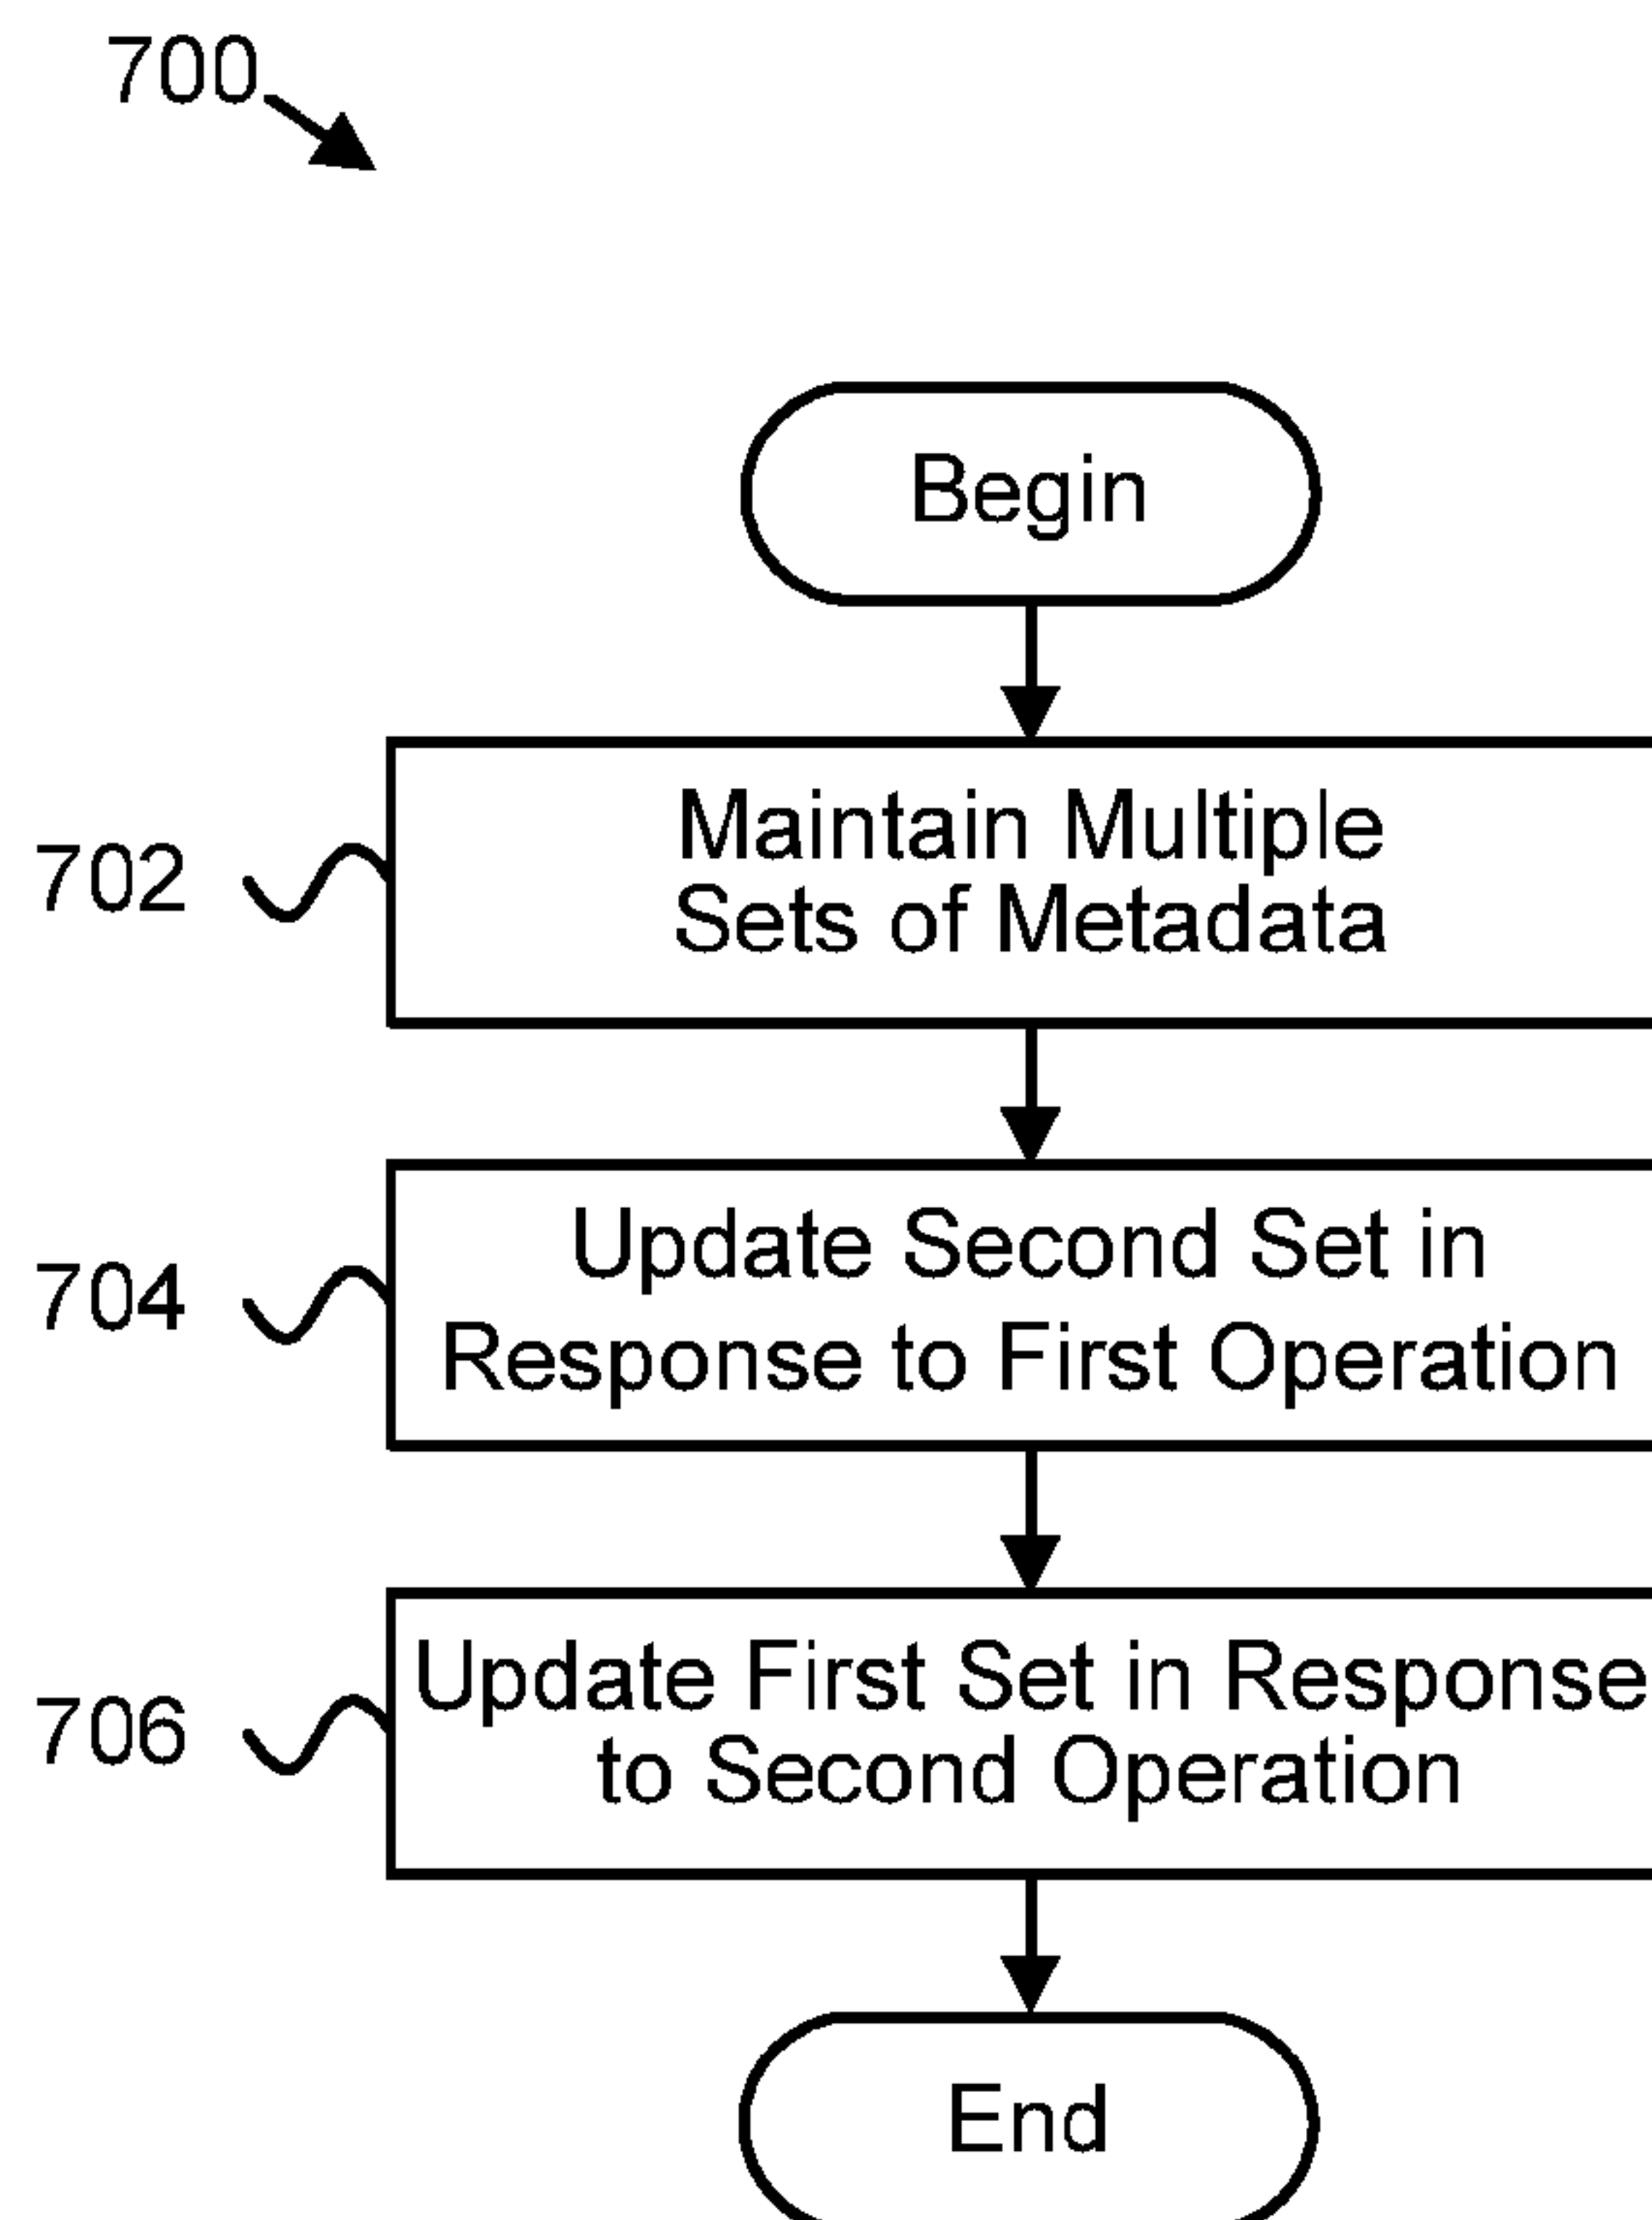 700
Begin
702
Maintain Multiple
Sets of Metadata
704
Update Second Set in
Response to First Operation
706
Update First Set in Response
to Second Operation
End